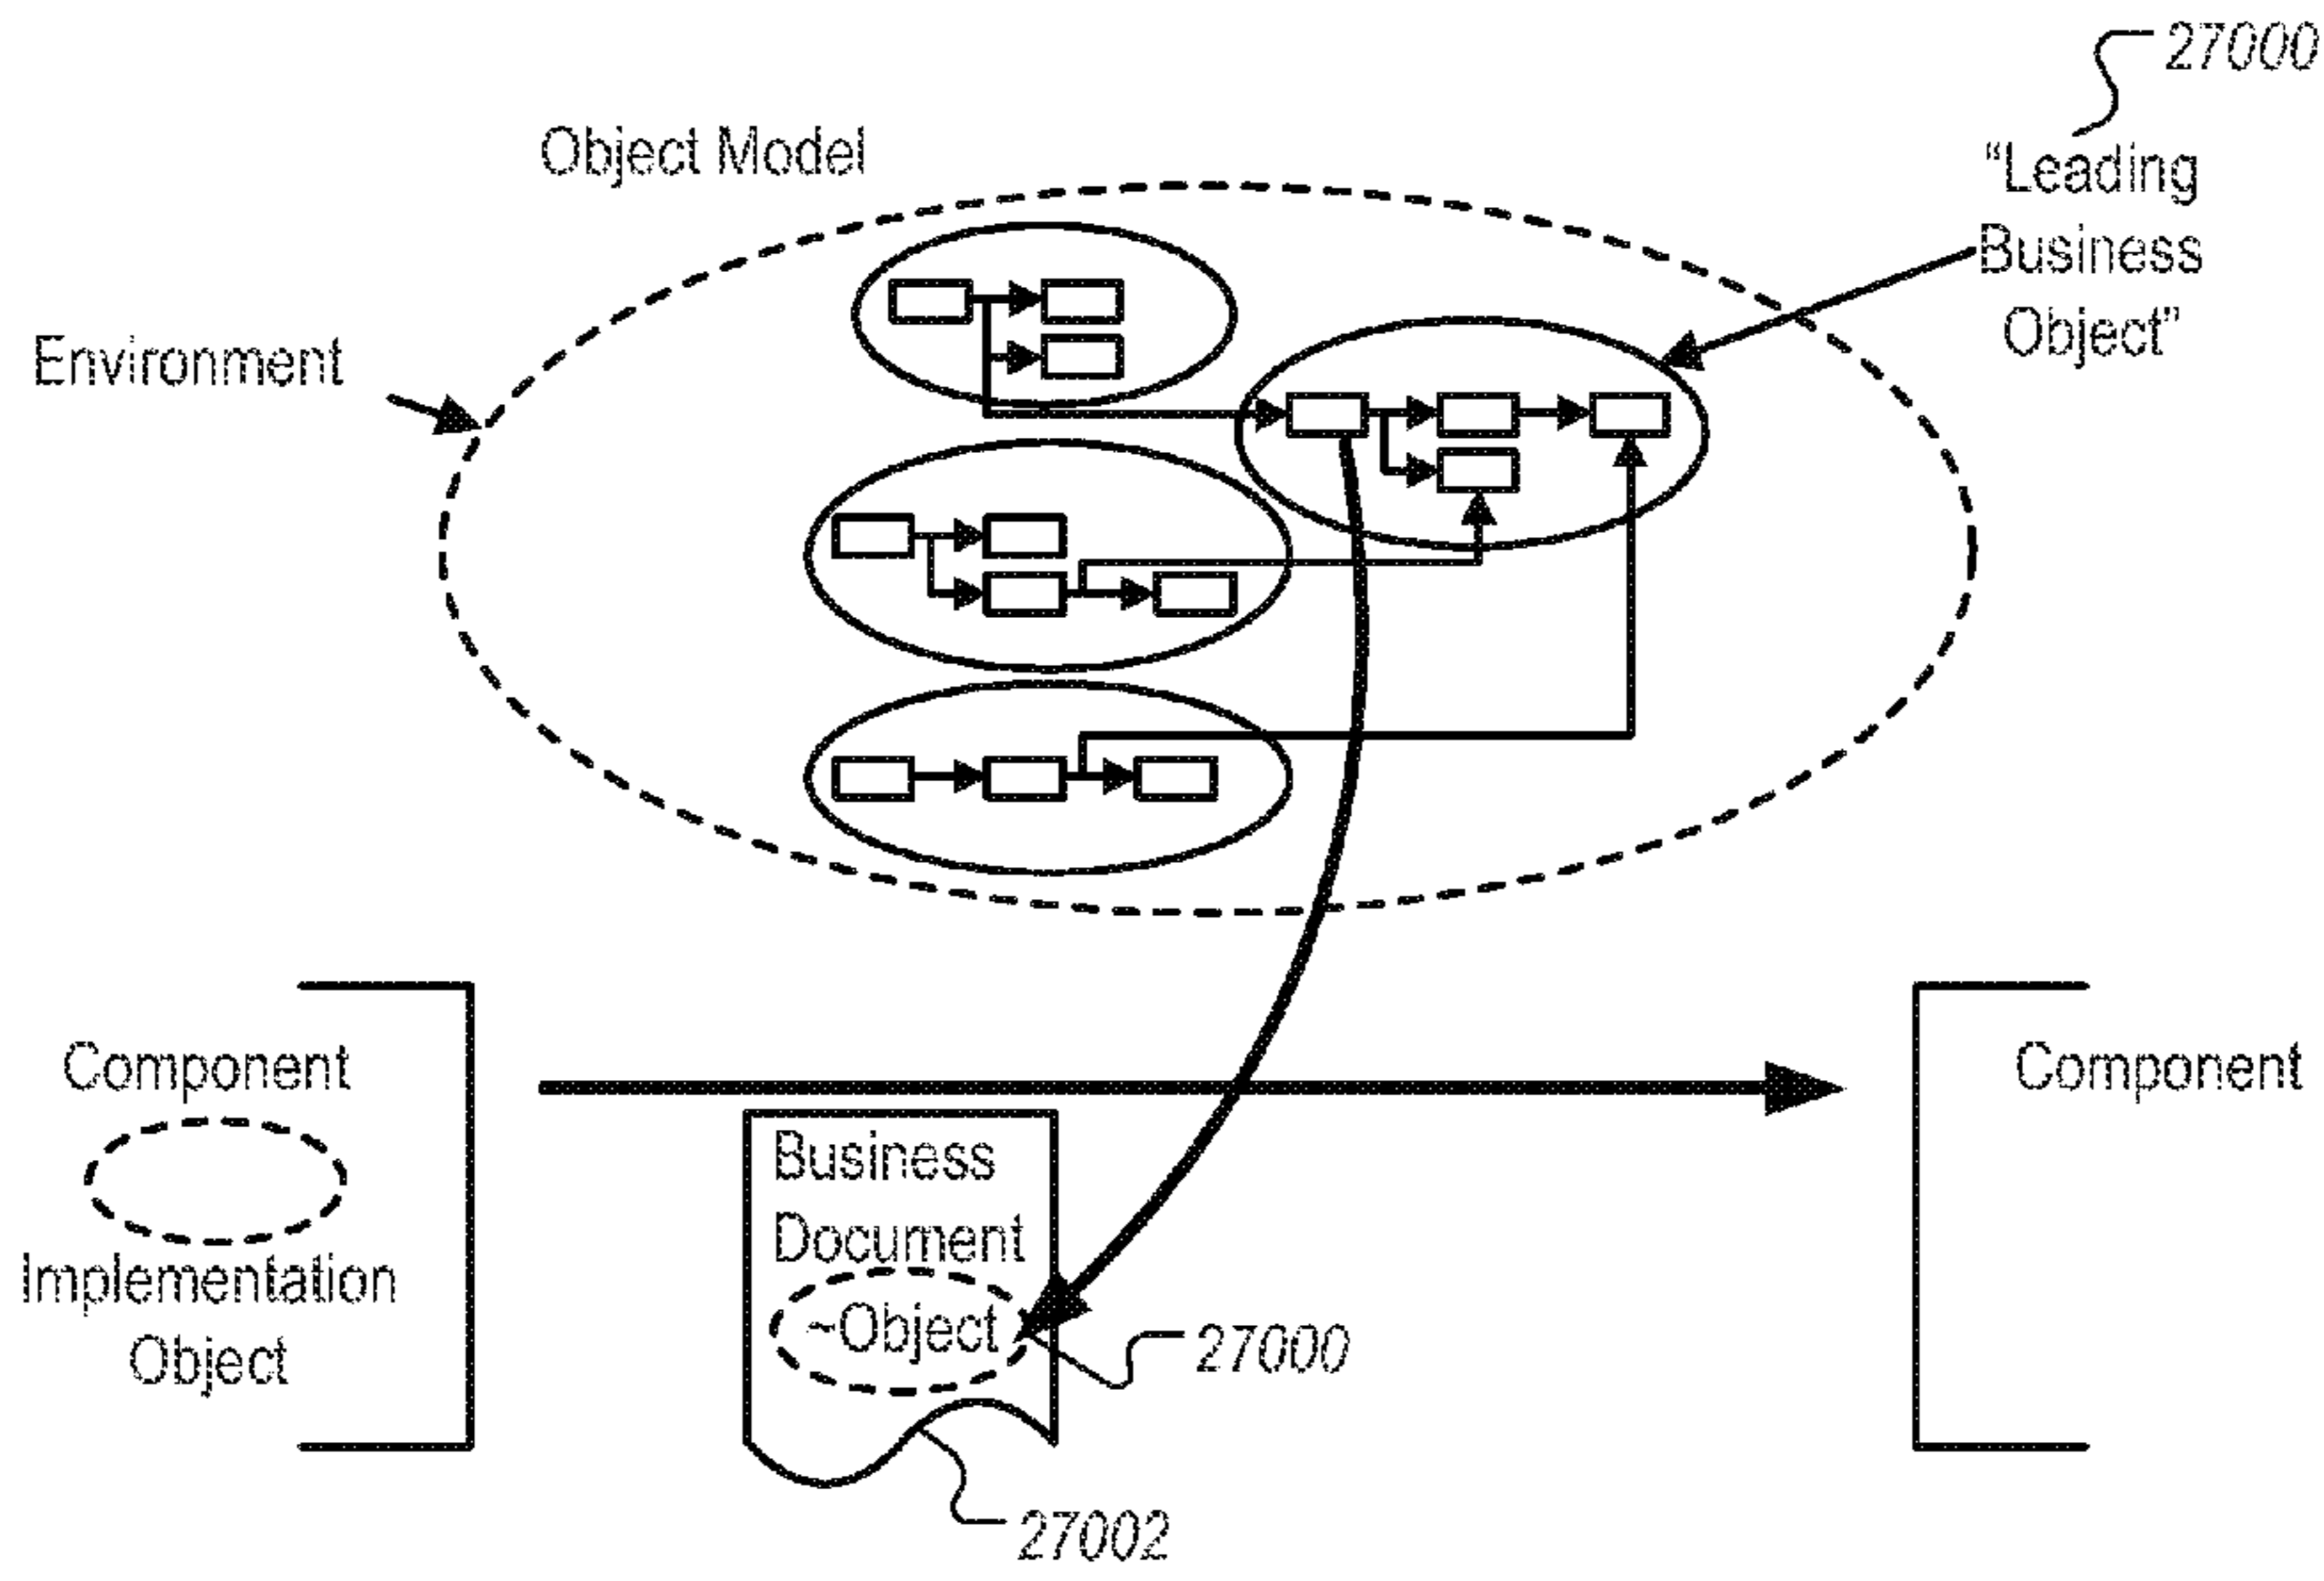 27000
Object Model
“Leading
Business
Object”
Environment
Component
Implementation
Object
Component
Business
Document
~Object
27000
27002